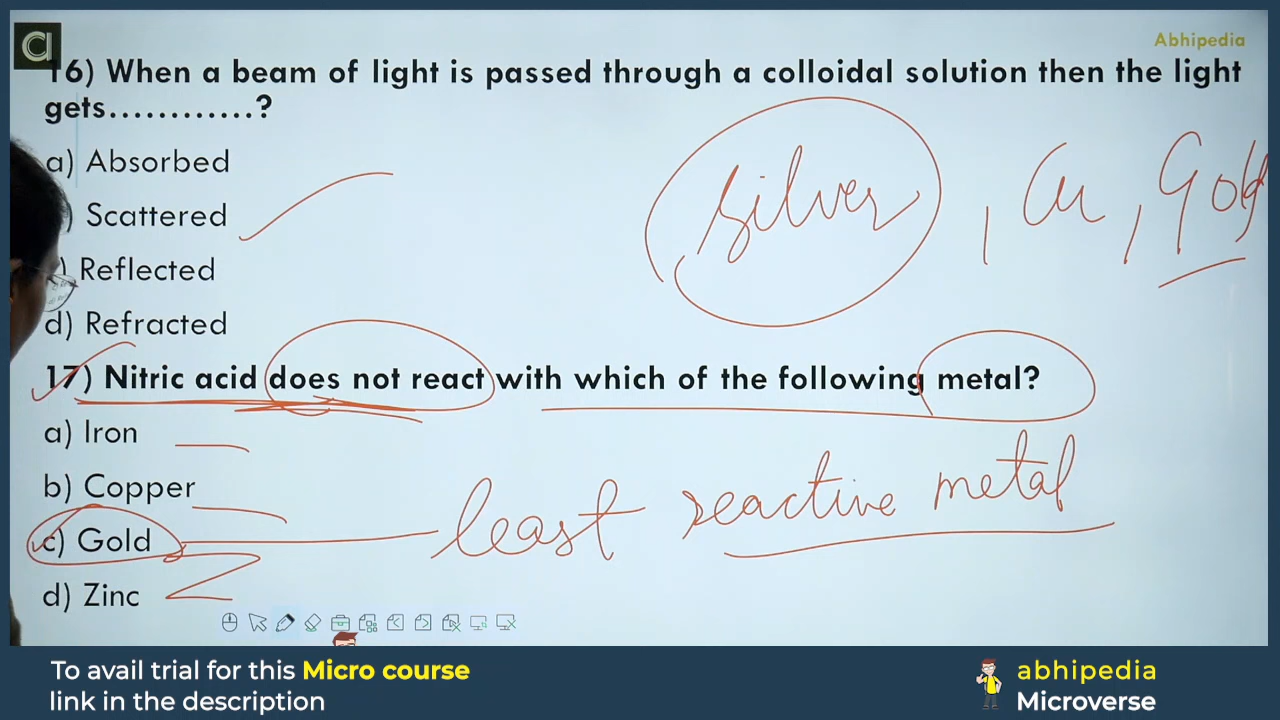 Abhipedia
16) When a beam of light is passed through a colloidal solution then the light
gets............?
a) Absorbed
) Scattered
) Reflected
d) Refracted
silver, Cu, Gold
17) Nitric acid does not react with which of the following metal?
a) Iron
b) Copper
c) Gold
least reactive metal
d) Zinc
To avail trial for this Micro course
link in the description
abhipedia
Microverse